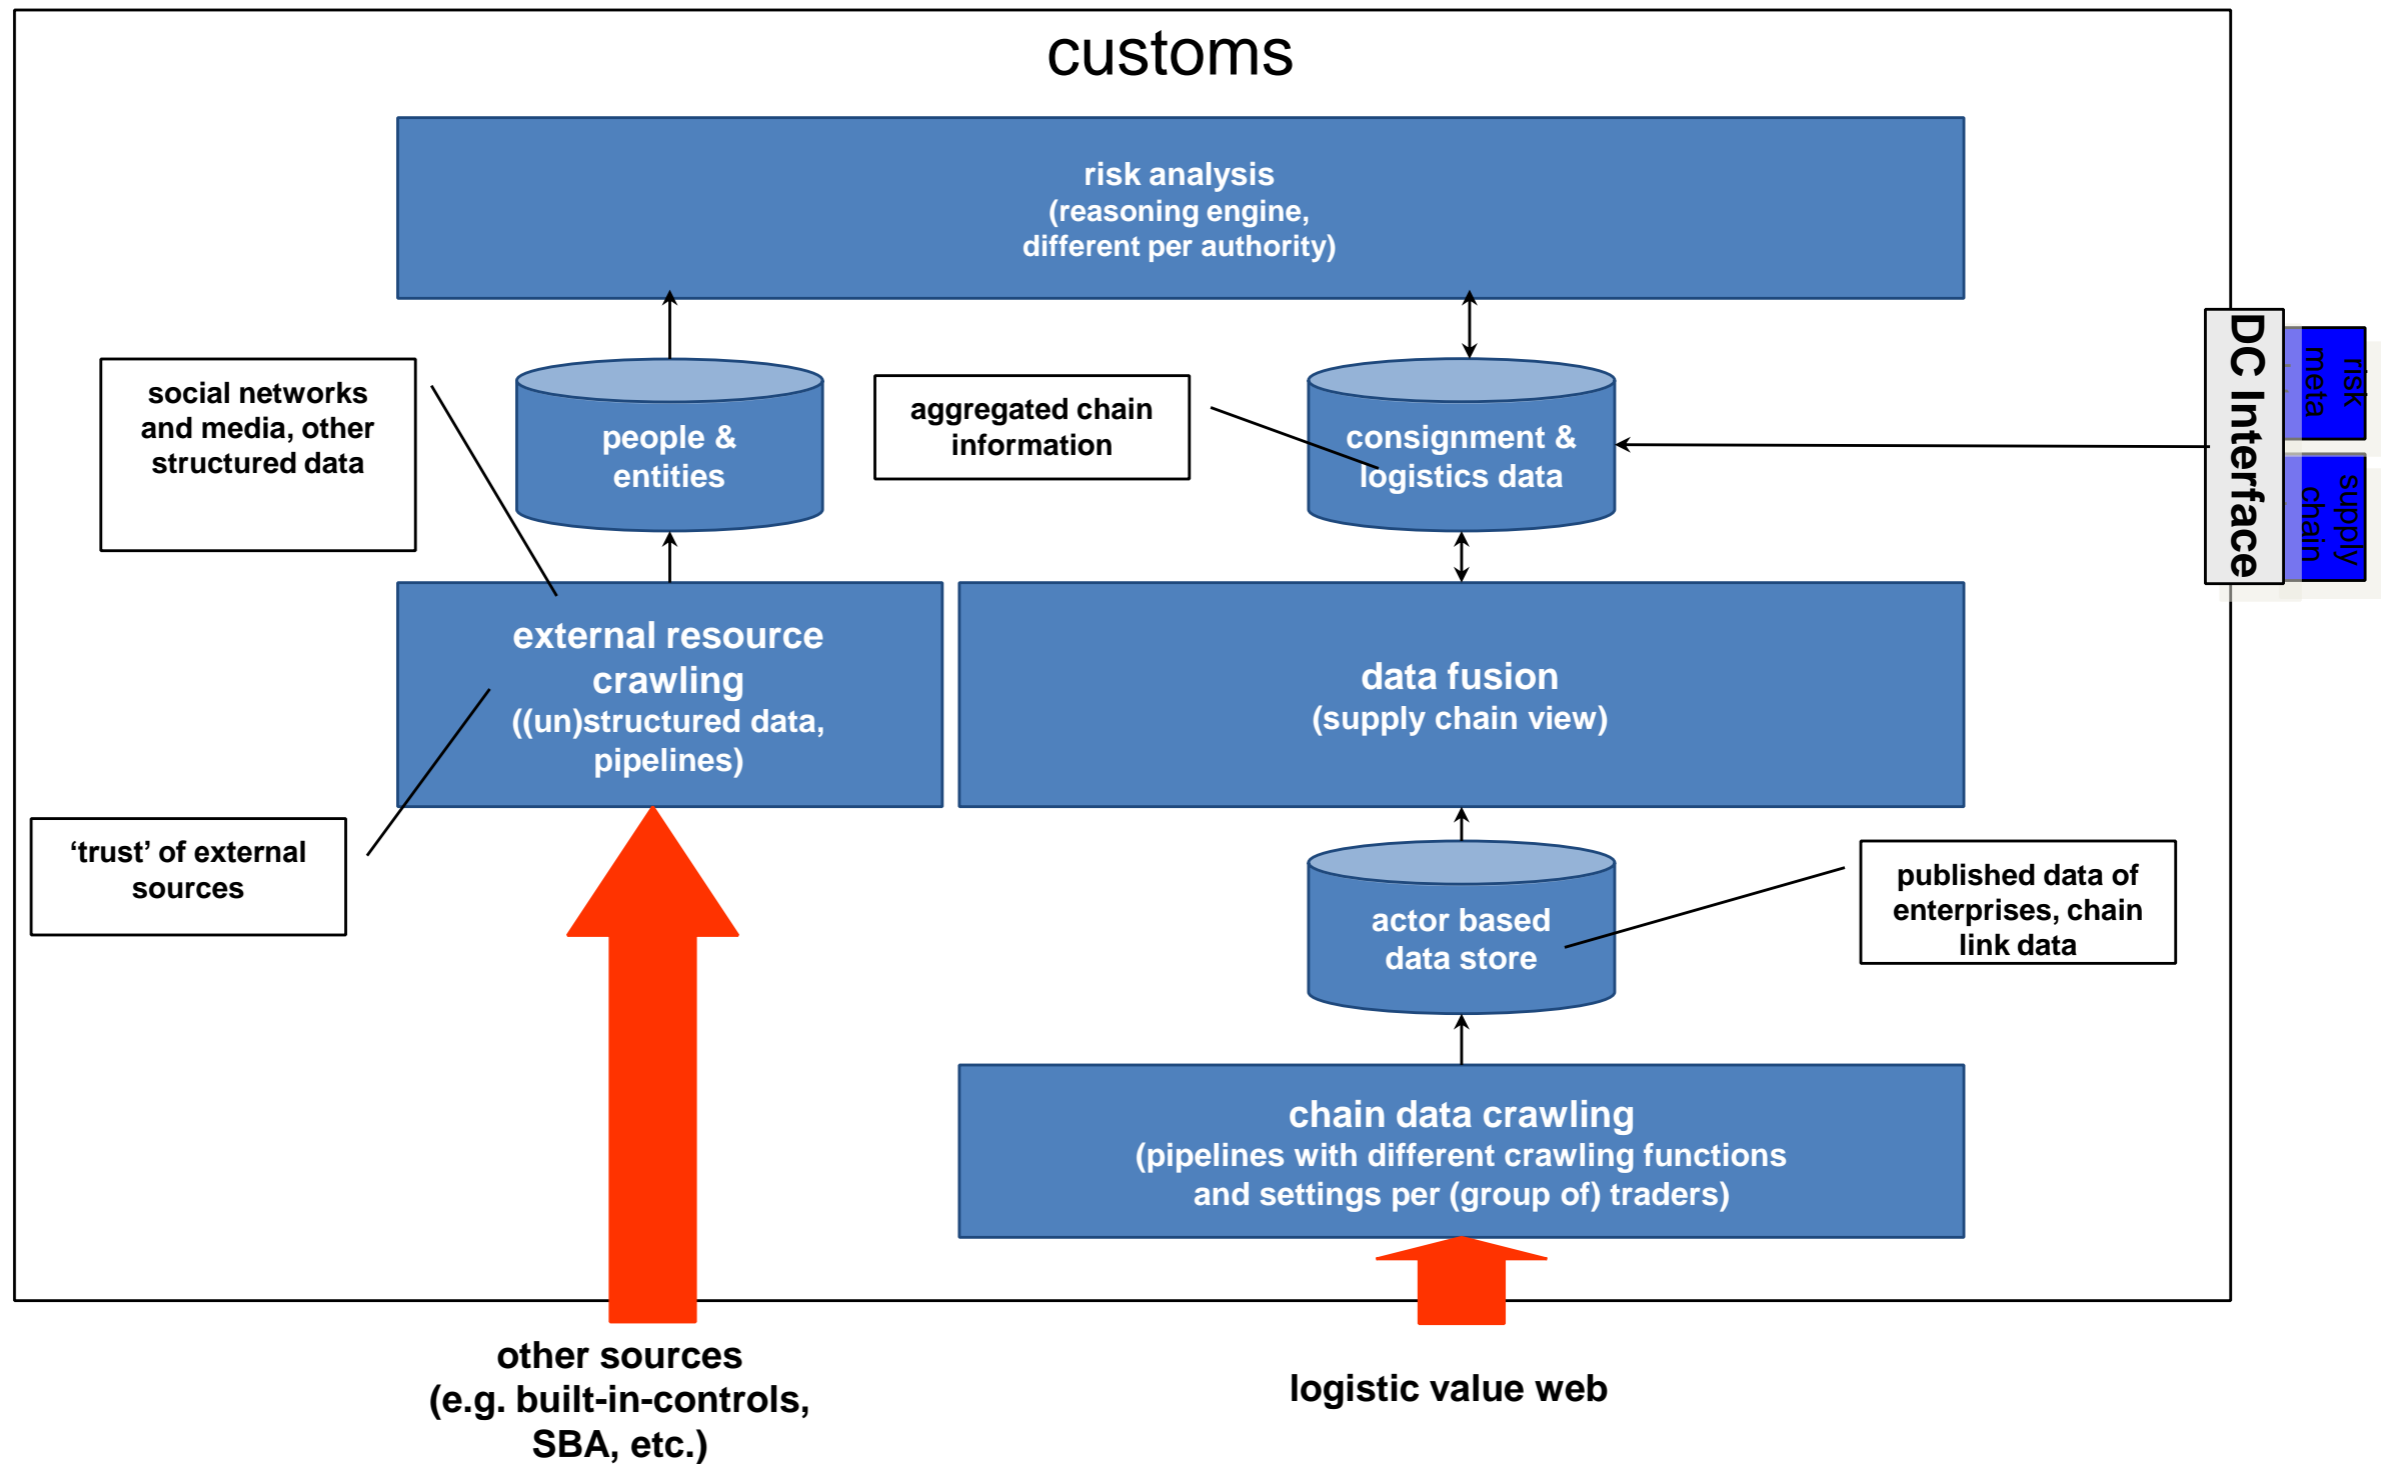 customs
risk analysis
(reasoning engine,
different per authority)
social networks
and media, other
structured data
people &
entities
aggregated chain
information
consignment &
logistics data
DC Interface
risk
meta
supply
chain
external resource
crawling
((un)structured data,
pipelines)
data fusion
(supply chain view)
‘trust’ of external
sources
actor based
data store
published data of
enterprises, chain
link data
chain data crawling
(pipelines with different crawling functions
and settings per (group of) traders)
other sources
(e.g. built-in-controls,
SBA, etc.)
logistic value web